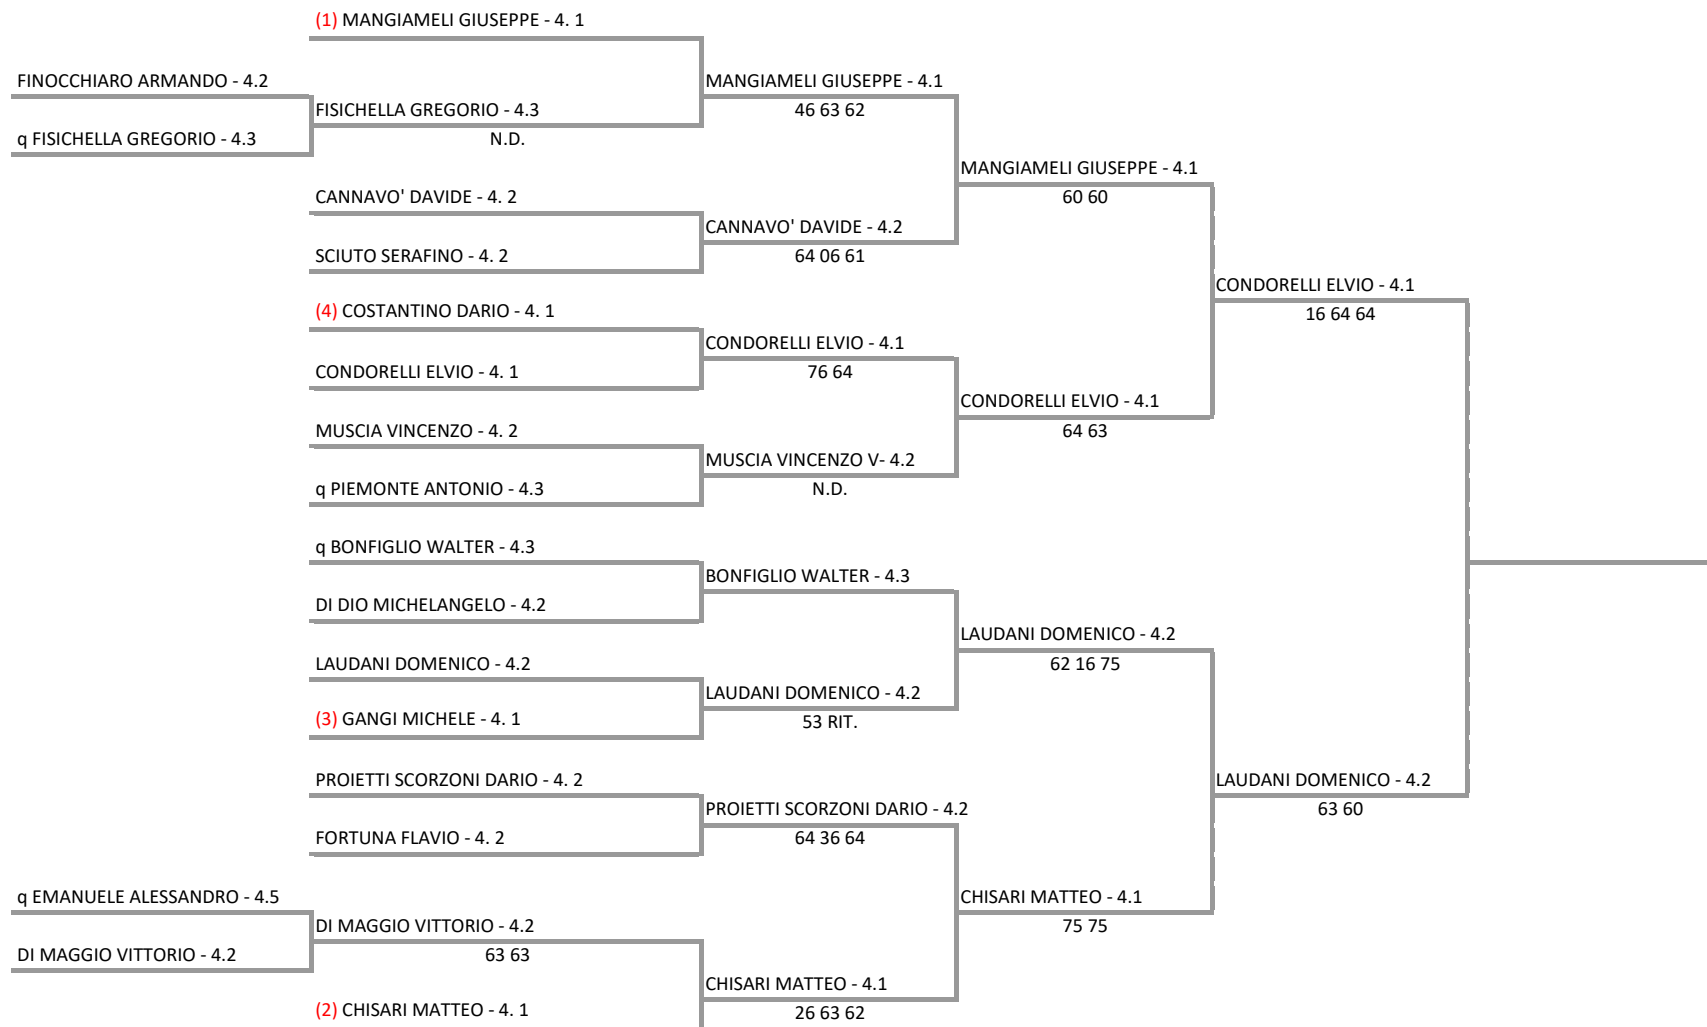 (1) MANGIAMELI GIUSEPPE - 4. 1
FINOCCHIARO ARMANDO - 4.2
MANGIAMELI GIUSEPPE - 4.1
FISICHELLA GREGORIO - 4.3
46 63 62
q FISICHELLA GREGORIO - 4.3
N.D.
MANGIAMELI GIUSEPPE - 4.1
CANNAVO' DAVIDE - 4. 2
60 60
CANNAVO' DAVIDE - 4.2
SCIUTO SERAFINO - 4. 2
64 06 61
CONDORELLI ELVIO - 4.1
(4) COSTANTINO DARIO - 4. 1
16 64 64
CONDORELLI ELVIO - 4.1
CONDORELLI ELVIO - 4. 1
76 64
CONDORELLI ELVIO - 4.1
MUSCIA VINCENZO - 4. 2
64 63
MUSCIA VINCENZO V- 4.2
q PIEMONTE ANTONIO - 4.3
N.D.
q BONFIGLIO WALTER - 4.3
BONFIGLIO WALTER - 4.3
DI DIO MICHELANGELO - 4.2
LAUDANI DOMENICO - 4.2
LAUDANI DOMENICO - 4.2
62 16 75
LAUDANI DOMENICO - 4.2
(3) GANGI MICHELE - 4. 1
53 RIT.
PROIETTI SCORZONI DARIO - 4. 2
LAUDANI DOMENICO - 4.2
PROIETTI SCORZONI DARIO - 4.2
63 60
FORTUNA FLAVIO - 4. 2
64 36 64
q EMANUELE ALESSANDRO - 4.5
CHISARI MATTEO - 4.1
DI MAGGIO VITTORIO - 4.2
75 75
DI MAGGIO VITTORIO - 4.2
63 63
CHISARI MATTEO - 4.1
(2) CHISARI MATTEO - 4. 1
26 63 62